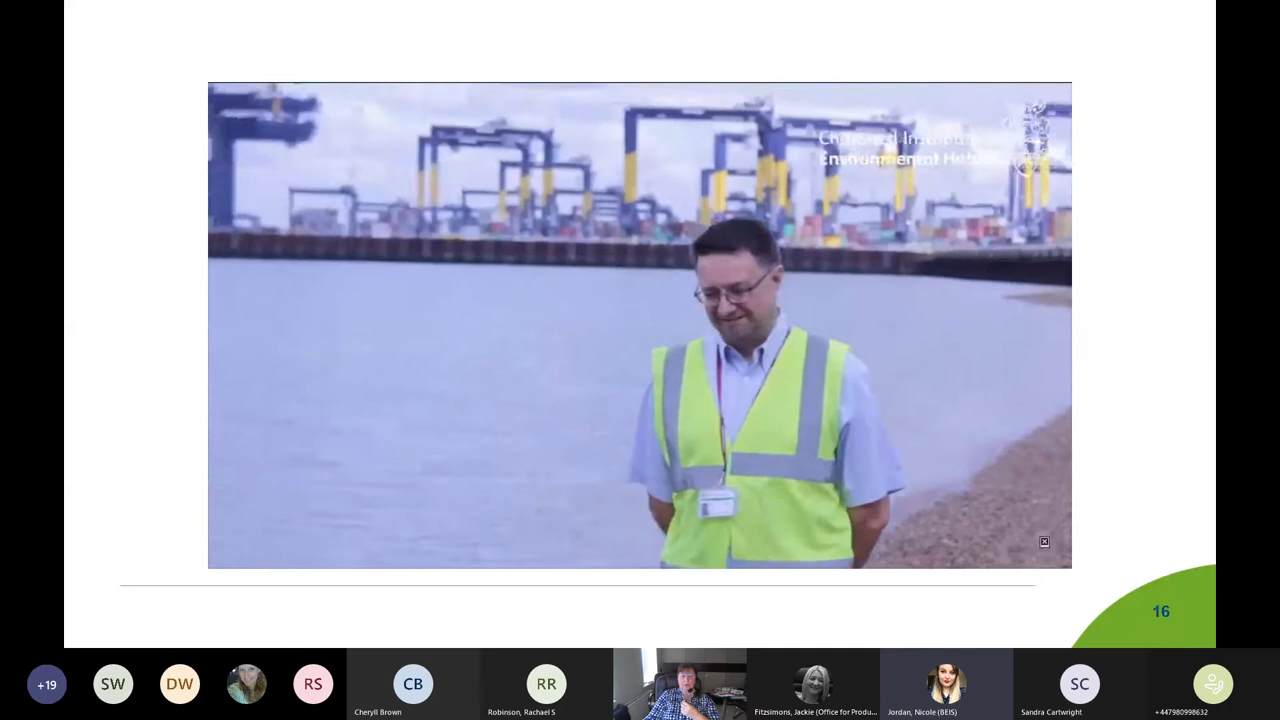 16
+19
SW
DW
RS
CB
RR
SC
Cheryll Brown
Robinson, Rachael S
Fitzsimons, Jackie (Office for Produ...
Jordan, Nicole (BEIS)
Sandra Cartwright
+447980998632